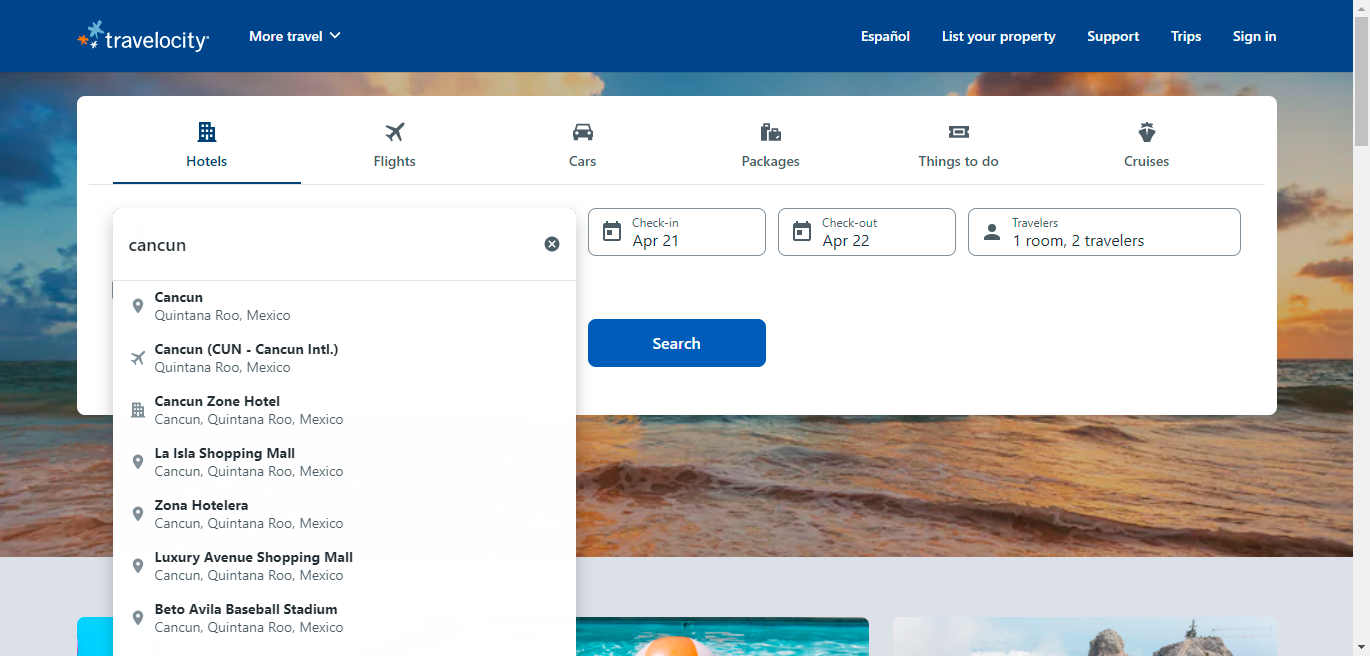 travelocity
More travel
Español
List your property
Support
Trips
Sign in
Hotels
Flights
Cars
Packages
Things to do
Cruises
cancun
Check-in
Apr 21
Check-out
Apr 22
Travelers
1 room, 2 travelers
Cancun
Quintana Roo, Mexico
Cancun (CUN - Cancun Intl.)
Quintana Roo, Mexico
Cancun Zone Hotel
Cancun, Quintana Roo, Mexico
La Isla Shopping Mall
Cancun, Quintana Roo, Mexico
Zona Hotelera
Cancun, Quintana Roo, Mexico
Luxury Avenue Shopping Mall
Cancun, Quintana Roo, Mexico
Beto Avila Baseball Stadium
Cancun, Quintana Roo, Mexico
Search